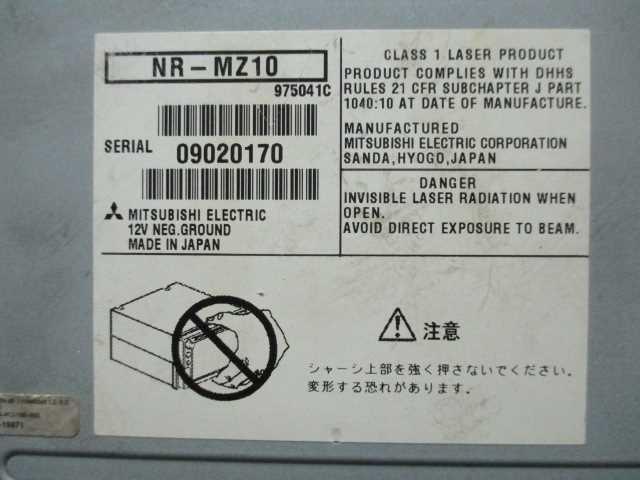 NR-MZ10
975041C
SERIAL 09020170
MITSUBISHI ELECTRIC
12V NEG.GROUND
MADE IN JAPAN
CLASS 1 LASER PRODUCT
PRODUCT COMPLIES WITH DHHS
RULES 21 CFR SUBCHAPTER J PART
1040:10 AT DATE OF MANUFACTURE.
MANUFACTURED
MITSUBISHI ELECTRIC CORPORATION
SANDA,HYOGO,JAPAN
DANGER
INVISIBLE LASER RADIATION WHEN
OPEN.
AVOID DIRECT EXPOSURE TO BEAM.
注意
シャーシ上部を強く押さないでください。
変形する恐れがあります。